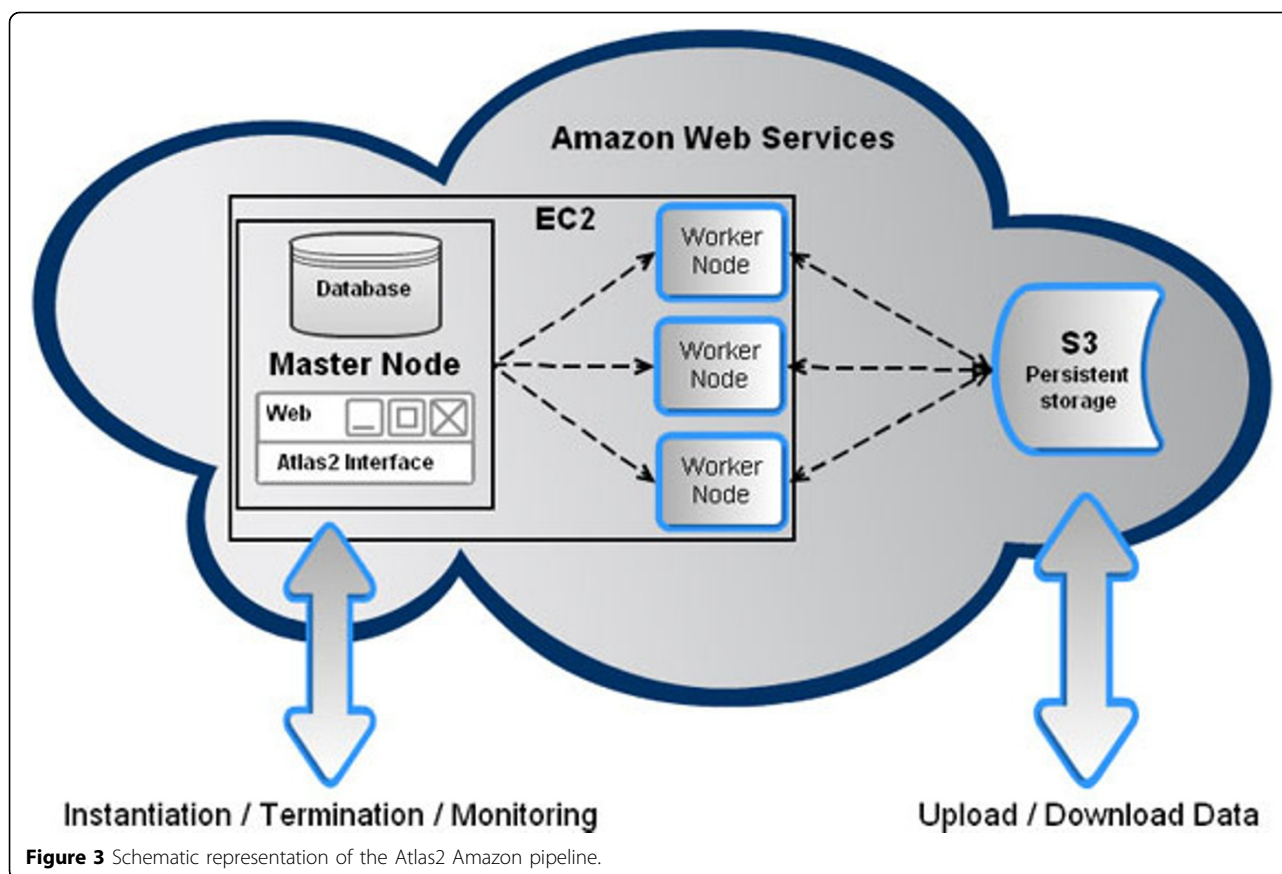 Amazon Web Services
EC2
Database
Master Node
Web
Atlas2 Interface
Worker
Node
Worker
Node
Worker
Node
S3
Persistent
storage
Instantiation / Termination / Monitoring
Upload / Download Data
Figure 3 Schematic representation of the Atlas2 Amazon pipeline.